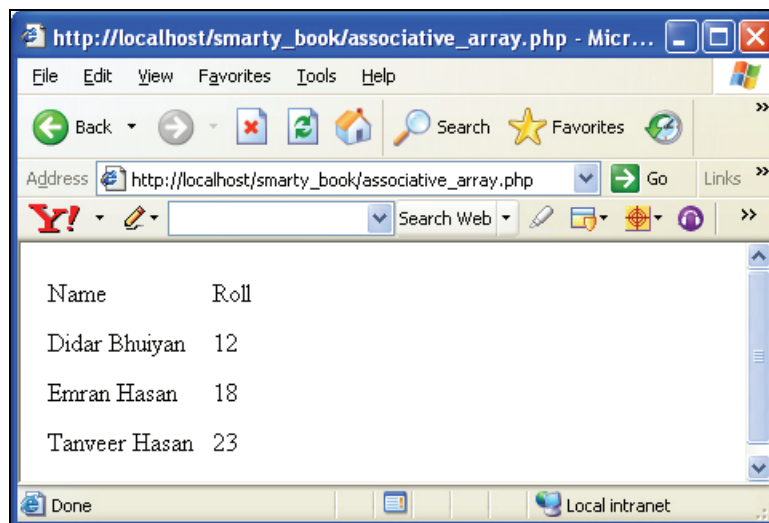 http://localhost/smarty_book/associative_array.php - Micr...
File Edit View Favorites Tools Help
Back Search Favorites »
Address http://localhost/smarty_book/associative_array.php Go Links »
Y! Search Web »
Name Roll
Didar Bhuiyan 12
Emran Hasan 18
Tanveer Hasan 23
Done Local intranet